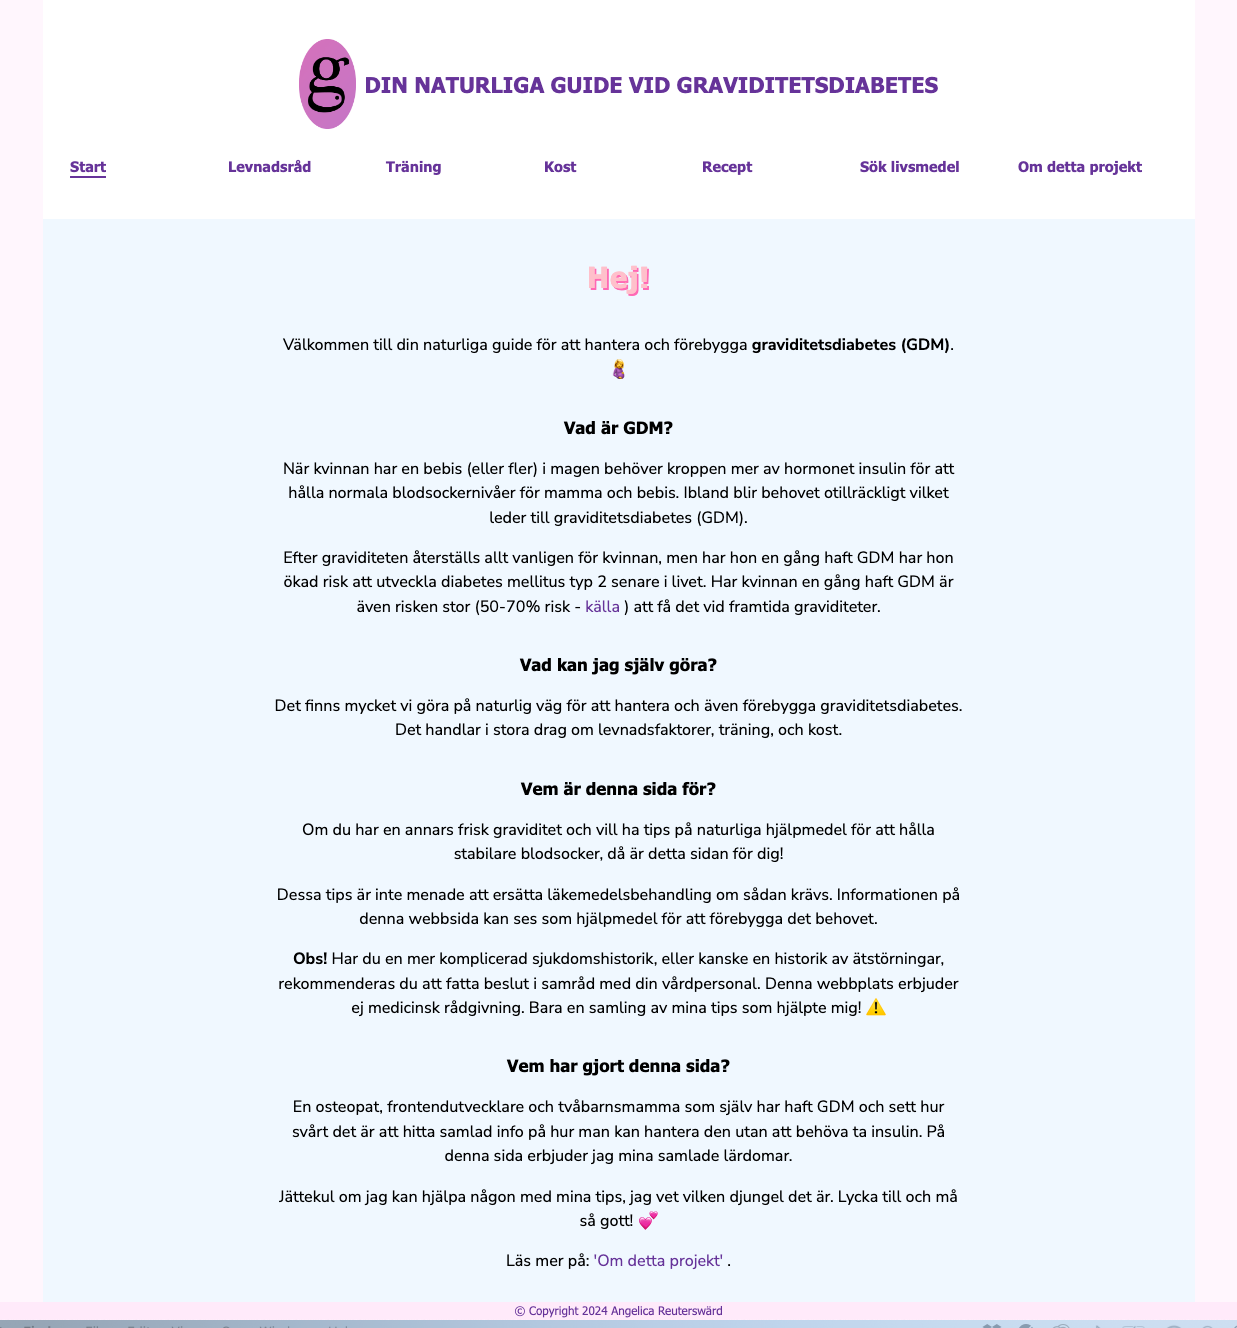 g DIN NATURLIGA GUIDE VID GRAVIDITETSDIABETES
Start Levnadsråd Träning Kost Recept Sök livsmedel Om detta projekt
Hej!
Välkommen till din naturliga guide för att hantera och förebygga graviditetsdiabetes (GDM).
Vad är GDM?
När kvinnan har en bebis (eller fler) i magen behöver kroppen mer av hormonet insulin för att
hålla normala blodsockernivåer för mamma och bebis. Ibland blir behovet otillräckligt vilket
leder till graviditetsdiabetes (GDM).
Efter graviditeten återställs allt vanligen för kvinnan, men har hon en gång haft GDM har hon
ökad risk att utveckla diabetes mellitus typ 2 senare i livet. Har kvinnan en gång haft GDM är
även risken stor (50-70% risk - källa ) att få det vid framtida graviditeter.
Vad kan jag själv göra?
Det finns mycket vi göra på naturlig väg för att hantera och även förebygga graviditetsdiabetes.
Det handlar i stora drag om levnadsfaktorer, träning, och kost.
Vem är denna sida för?
Om du har en annars frisk graviditet och vill ha tips på naturliga hjälpmedel för att hålla
stabilare blodsocker, då är detta sidan för dig!
Dessa tips är inte menade att ersätta läkemedelsbehandling om sådan krävs. Informationen på
denna webbsida kan ses som hjälpmedel för att förebygga det behovet.
Obs! Har du en mer komplicerad sjukdomshistorik, eller kanske en historik av ätstörningar,
rekommenderas du att fatta beslut i samråd med din vårdpersonal. Denna webbplats erbjuder
ej medicinsk rådgivning. Bara en samling av mina tips som hjälpte mig! ⚠️
Vem har gjort denna sida?
En osteopat, frontendutvecklare och tvåbarnsmamma som själv har haft GDM och sett hur
svårt det är att hitta samlad info på hur man kan hantera den utan att behöva ta insulin. På
denna sida erbjuder jag mina samlade lärdomar.
Jättekul om jag kan hjälpa någon med mina tips, jag vet vilken djungel det är. Lycka till och må
så gott! 💕
Läs mer på: 'Om detta projekt' .
© Copyright 2024 Angelica Reuterswärd